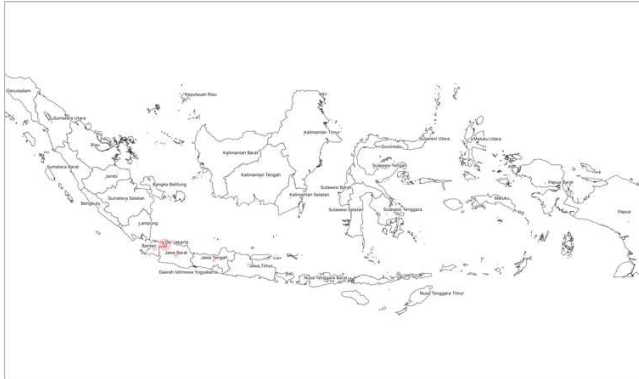 Darussalam
Sumatera Utara
Kepulauan Riau
Riau
Kalimantan Timur
Sulawesi Utara
Maluku Utara
Gorontalo
Kalimantan Barat
Sulawesi Tengah
Sumatera Barat
Jambi
Kalimantan Tengah
Papua Barat
Bangka Belitung
Sulawesi Barat
Kalimantan Selatan
Maluku
Bengkulu
Sumatera Selatan
Sulawesi Selatan
Sulawesi Tenggara
Papua
Lampung
Dki Jakarta
Banten
Jawa Barat
Jawa Tengah
Jawa Timur
Daerah Istimewa Yogyakarta
Bali
Nusa Tenggara Barat
Nusa Tenggara Timur